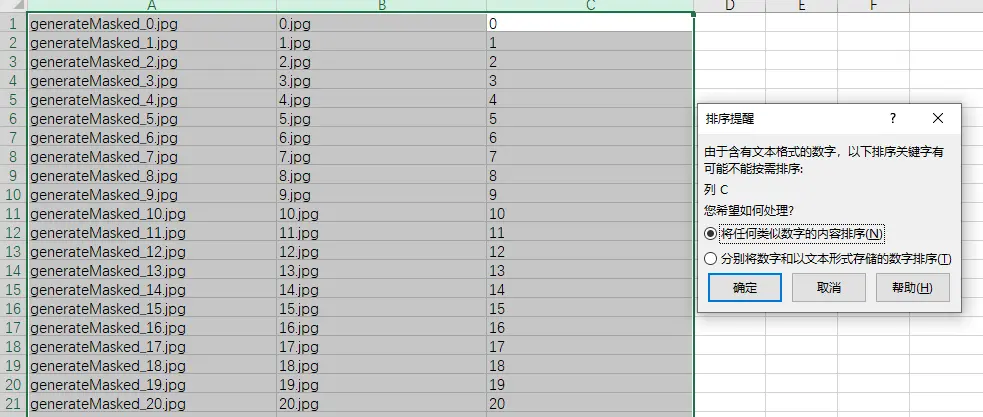 A B C D E F
1 generateMasked_0.jpg 0.jpg 0
2 generateMasked_1.jpg 1.jpg 1
3 generateMasked_2.jpg 2.jpg 2
4 generateMasked_3.jpg 3.jpg 3
5 generateMasked_4.jpg 4.jpg 4
6 generateMasked_5.jpg 5.jpg 5
7 generateMasked_6.jpg 6.jpg 6
8 generateMasked_7.jpg 7.jpg 7
9 generateMasked_8.jpg 8.jpg 8
10 generateMasked_9.jpg 9.jpg 9
11 generateMasked_10.jpg 10.jpg 10
12 generateMasked_11.jpg 11.jpg 11
13 generateMasked_12.jpg 12.jpg 12
14 generateMasked_13.jpg 13.jpg 13
15 generateMasked_14.jpg 14.jpg 14
16 generateMasked_15.jpg 15.jpg 15
17 generateMasked_16.jpg 16.jpg 16
18 generateMasked_17.jpg 17.jpg 17
19 generateMasked_18.jpg 18.jpg 18
20 generateMasked_19.jpg 19.jpg 19
21 generateMasked_20.jpg 20.jpg 20
排序提醒 ?
由于含有文本格式的数字，以下排序关键字有
可能不能按需排序:
列 C
您希望如何处理?
将任何类似数字的内容排序(N)
分别将数字和以文本形式存储的数字排序(T)
确定 取消 帮助(H)